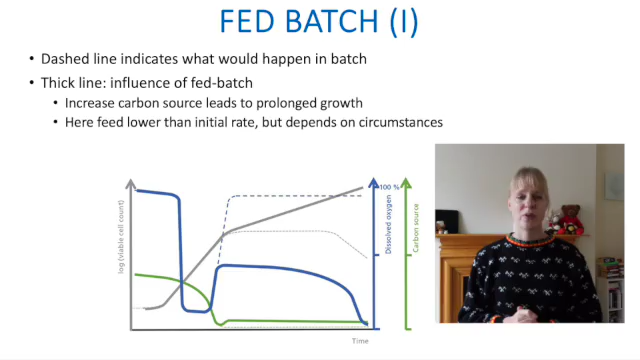 FED BATCH (I)
• Dashed line indicates what would happen in batch
• Thick line: influence of fed-batch
• Increase carbon source leads to prolonged growth
• Here feed lower than initial rate, but depends on circumstances
log (viable cell count)
100 %
Dissolved oxygen
Carbon source
Time